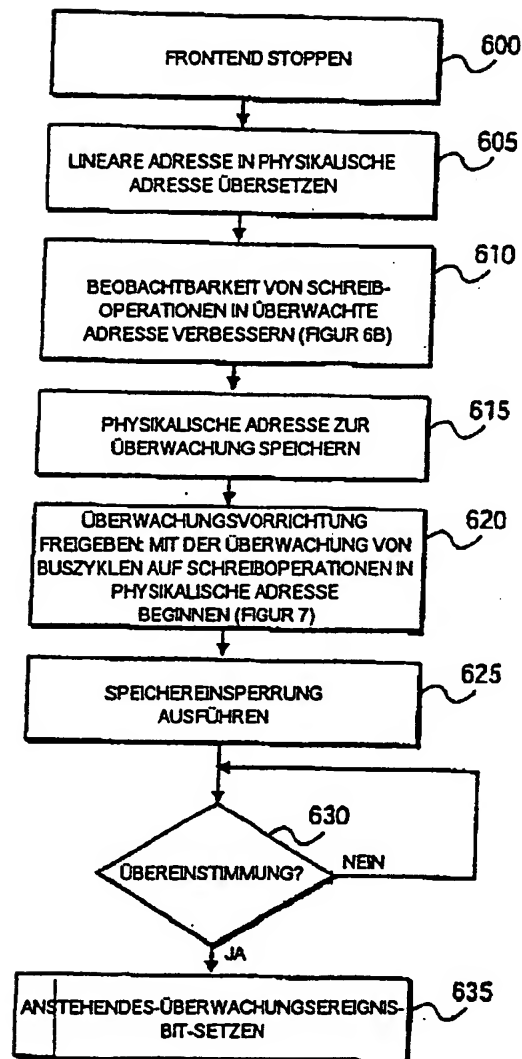 FRONTEND STOPPEN
600
LINEARE ADRESSE IN PHYSIKALISCHE
ADRESSE ÜBERSETZEN
605
BEOBACHTBARKEIT VON SCHREIB-
OPERATIONEN IN ÜBERWACHTE
ADRESSE VERBESSERN (FIGUR 6B)
610
PHYSIKALISCHE ADRESSE ZUR
ÜBERWACHUNG SPEICHERN
615
ÜBERWACHUNGSVORRICHTUNG
FREIGEBEN: MIT DER ÜBERWACHUNG VON
BUSZYKLEN AUF SCHREIBOPERATIONEN IN
PHYSIKALISCHE ADRESSE
BEGINNEN (FIGUR 7)
620
SPEICHEREINSPERRUNG
AUSFÜHREN
625
630
ÜBEREINSTIMMUNG?
NEIN
JA
ANSTEHENDES-ÜBERWACHUNGSEREIGNIS-
BIT-SETZEN
635